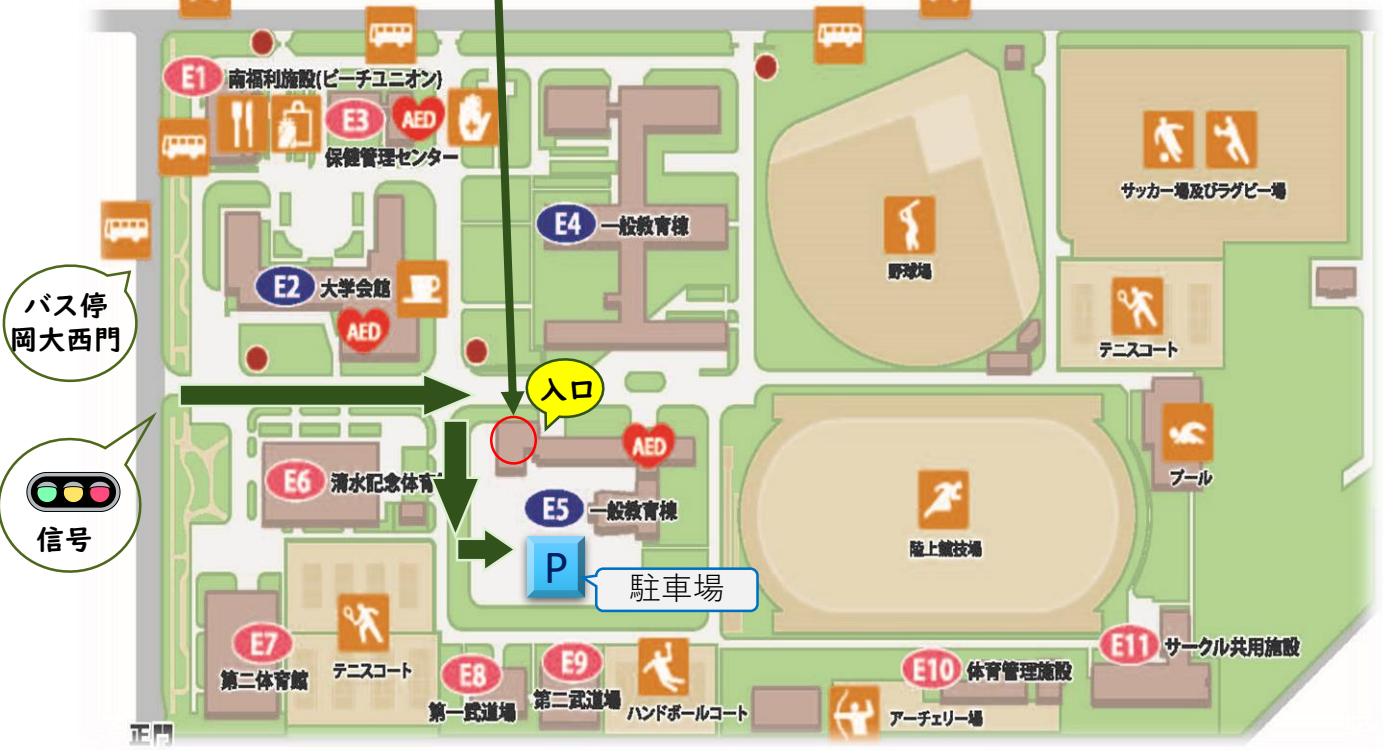 E1 南福利施設(ピーチユニオン)
E3 AED
保健管理センター
E4 一般教育棟
サッカー場及びラグビー場
野球場
E2 大学会館
AED
バス停
岡大西門
テニスコート
入口
AED
E6 清水記念体育
信号
E5 一般教育棟
P
駐車場
陸上競技場
プール
E7
第二体育館
テニスコート
E8
第一武道場
E9
第二武道場
ハンドボールコート
E10 体育管理施設
E11 サークル共用施設
アーチェリー場
正門